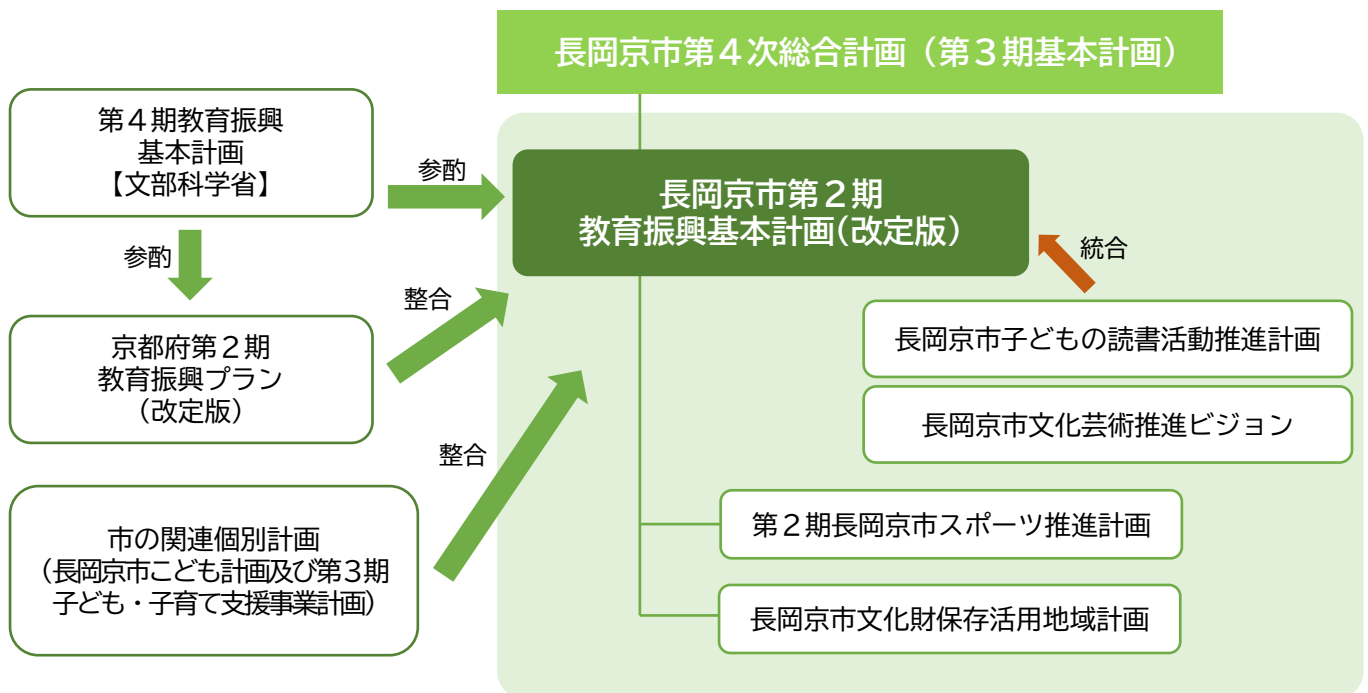 長岡京市第４次総合計画（第３期基本計画）
第４期教育振興
基本計画
【文部科学省】
参酌
長岡京市第２期
教育振興基本計画(改定版)
参酌
統合
整合
京都府第２期
教育振興プラン
（改定版）
長岡京市子どもの読書活動推進計画
長岡京市文化芸術推進ビジョン
整合
市の関連個別計画
（長岡京市こども計画及び第３期
子ども・子育て支援事業計画）
第２期長岡京市スポーツ推進計画
長岡京市文化財保存活用地域計画